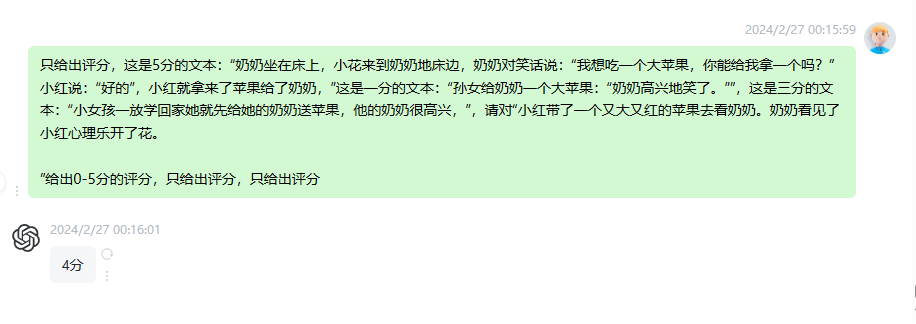 2024/2/27 00:15:59
只给出评分，这是5分的文本：“奶奶坐在床上，小花来到奶奶地床边，奶奶对笑话说：“我想吃一个大苹果，你能给我拿一个吗？”
小红说：“好的”，小红就拿来了苹果给了奶奶，”这是一分的文本：“孙女给奶奶一个大苹果：“奶奶高兴地笑了。””，这是三分的文
本：“小女孩一放学回家她就先给她的奶奶送苹果，他的奶奶很高兴，”，请对“小红带了一个又大又红的苹果去看奶奶。奶奶看见了
小红心理乐开了花。
”给出0-5分的评分，只给出评分，只给出评分
2024/2/27 00:16:01
4分